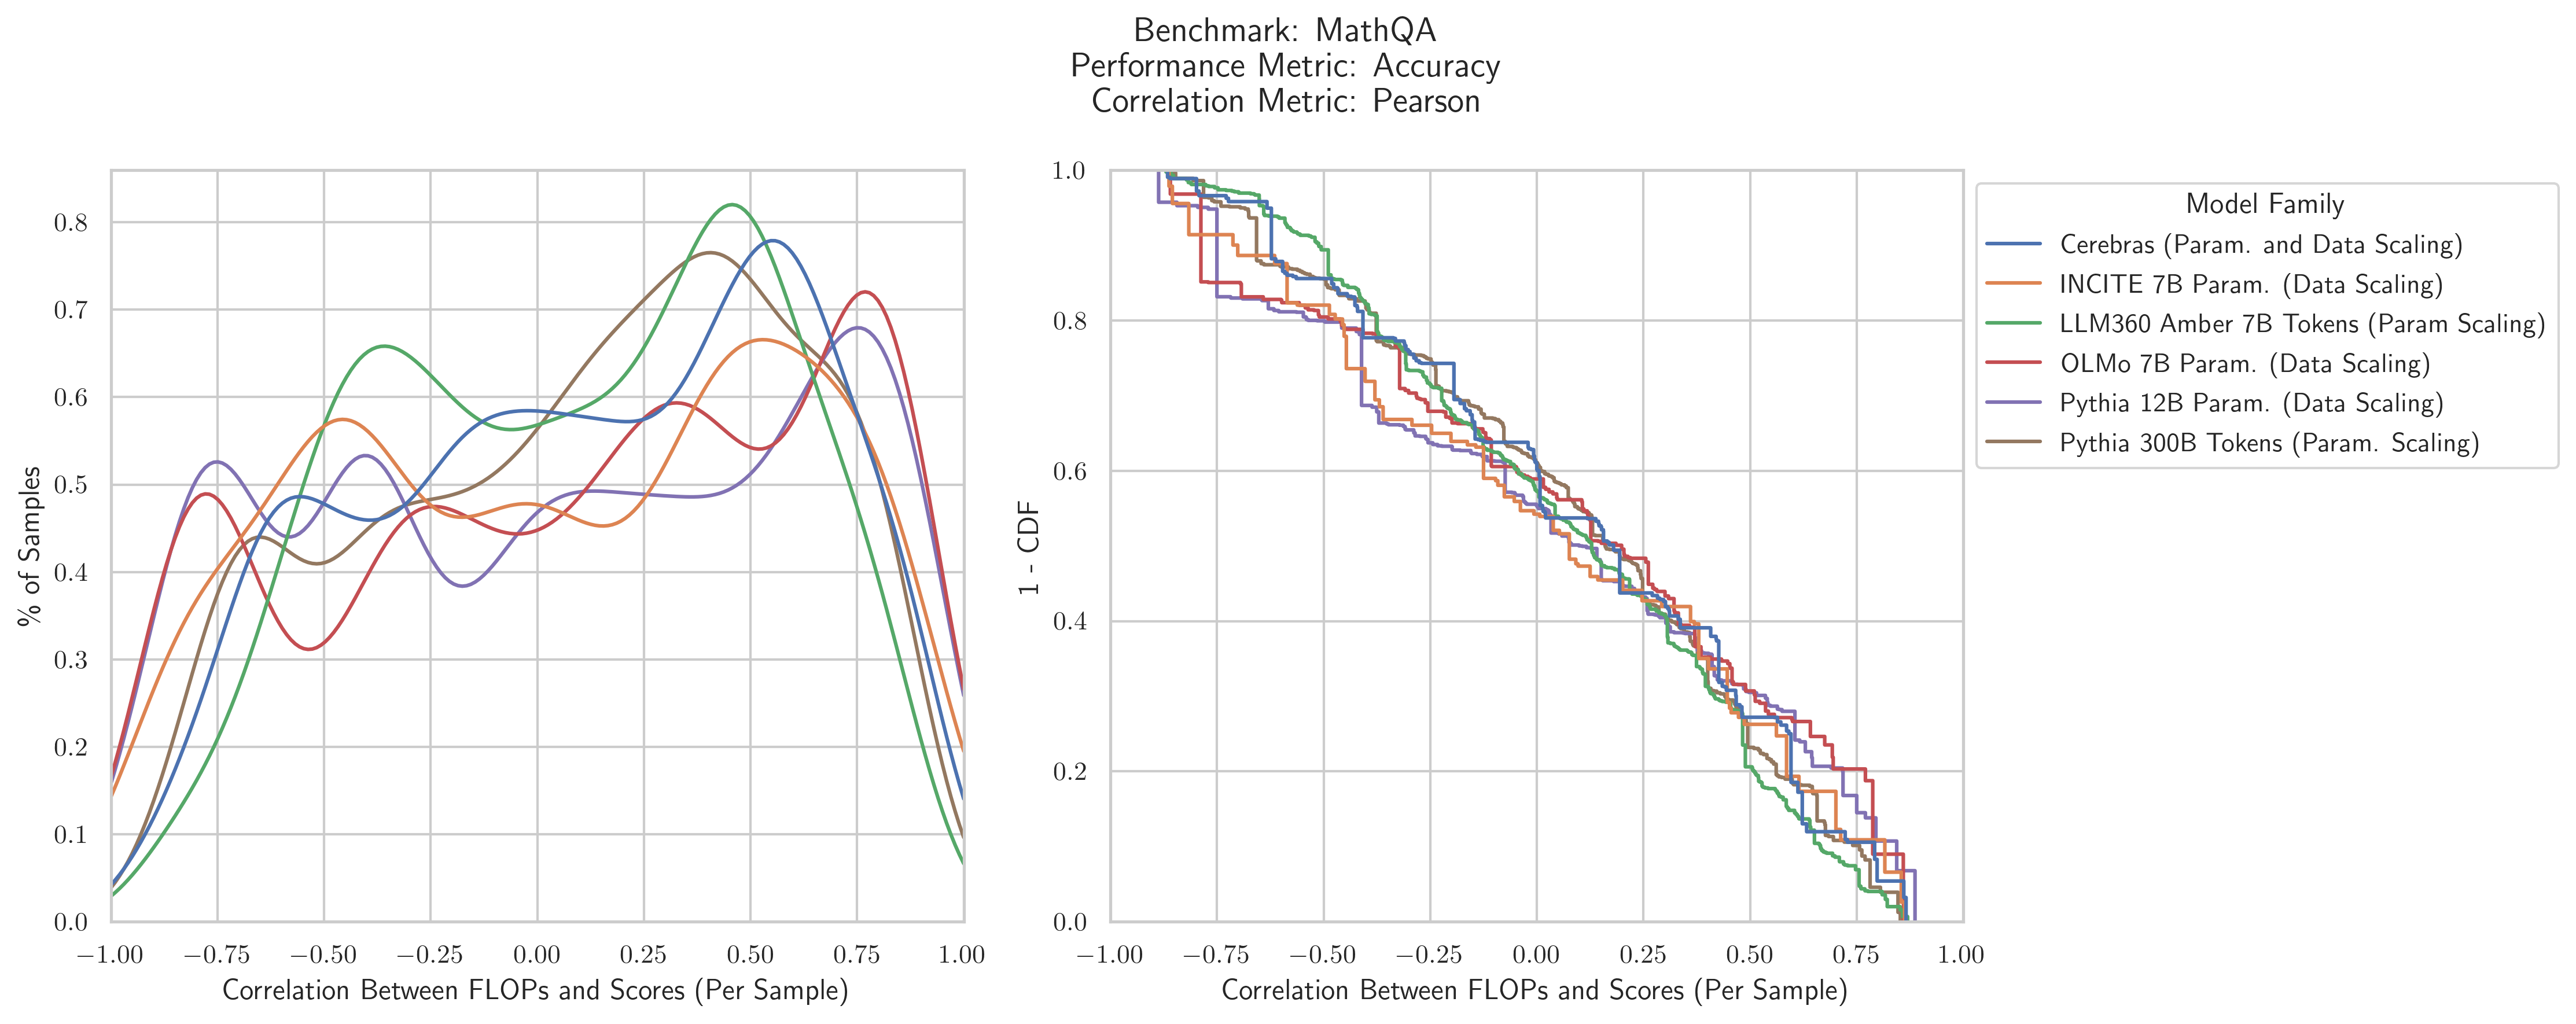 Benchmark: MathQA
Performance Metric: Accuracy
Correlation Metric: Pearson
% of Samples
0.8
0.7
0.6
0.5
0.4
0.3
0.2
0.1
0.0
−1.00 −0.75 −0.50 −0.25 0.00 0.25 0.50 0.75 1.00
Correlation Between FLOPs and Scores (Per Sample)
1 - CDF
1.0
0.8
0.6
0.4
0.2
0.0
−1.00 −0.75 −0.50 −0.25 0.00 0.25 0.50 0.75 1.00
Correlation Between FLOPs and Scores (Per Sample)
Model Family
Cerebras (Param. and Data Scaling)
INCITE 7B Param. (Data Scaling)
LLM360 Amber 7B Tokens (Param Scaling)
OLMo 7B Param. (Data Scaling)
Pythia 12B Param. (Data Scaling)
Pythia 300B Tokens (Param. Scaling)